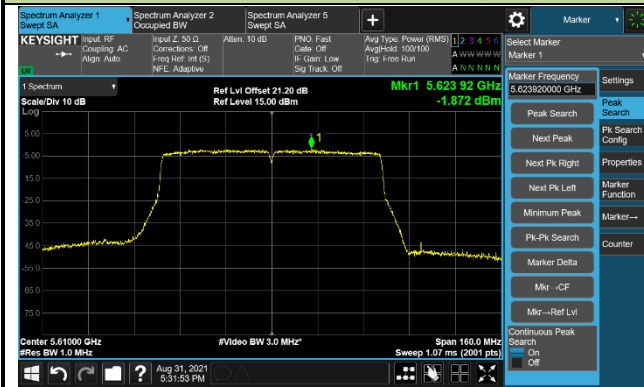 Spectrum Analyzer 1
Swept SA
Spectrum Analyzer 2
Occupied BW
Spectrum Analyzer 5
Swept SA
Marker
KEYSIGHT
Input: RF
Coupling: AC
Align: Auto
Input Z: 50 Ω
Corrections: Off
Freq Ref: Int (S)
NFE: Adaptive
Atten: 10 dB
PNO: Fast
Gate: Off
IF Gain: Low
Sig Track: Off
Avg Type: Power (RMS)
Avg|Hold: 100/100
Trig: Free Run
1 2 3 4 5 6
A W W W W W
A N N N N N
Select Marker
Marker 1
1 Spectrum
Scale/Div 10 dB
Log
Ref Lvl Offset 21.20 dB
Ref Level 15.00 dBm
Mkr1 5.623 92 GHz
-1.872 dBm
Marker Frequency
5.623920000 GHz
Settings
Peak Search
Next Peak
Next Pk Right
Next Pk Left
Minimum Peak
Pk-Pk Search
Marker Delta
Mkr→CF
Mkr→Ref Lvl
Continuous Peak
Search
On
Off
Peak
Search
Pk Search
Config
Properties
Marker
Function
Marker→
Counter
5.00
-5.00
-15.0
-25.0
-35.0
-45.0
-55.0
-65.0
-75.0
1
Center 5.61000 GHz
#Res BW 1.0 MHz
#Video BW 3.0 MHz*
Span 160.0 MHz
Sweep 1.07 ms (2001 pts)
Aug 31, 2021
5:31:53 PM